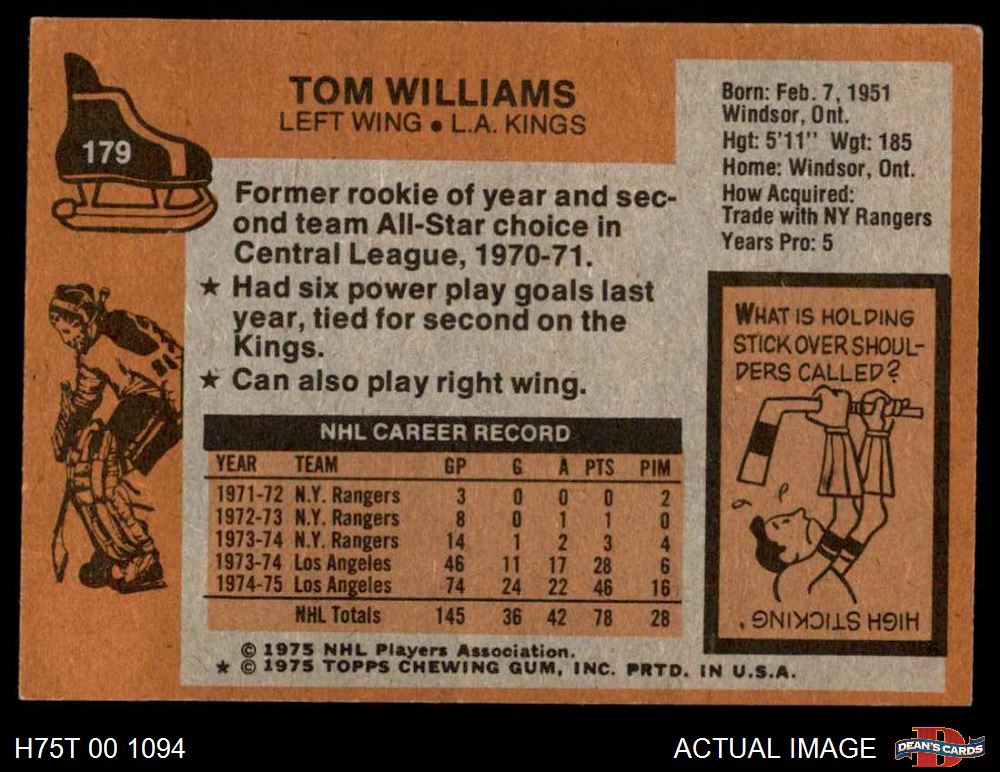 179
TOM WILLIAMS
LEFT WING • L.A. KINGS
Former rookie of year and sec-
ond team All-Star choice in
Central League, 1970-71.
★ Had six power play goals last
year, tied for second on the
Kings.
★ Can also play right wing.
NHL CAREER RECORD
YEAR TEAM GP G A PTS PIM
1971-72 N.Y. Rangers 3 0 0 0 2
1972-73 N.Y. Rangers 8 0 1 1 0
1973-74 N.Y. Rangers 14 1 2 3 4
1973-74 Los Angeles 46 11 17 28 6
1974-75 Los Angeles 74 24 22 46 16
NHL Totals 145 36 42 78 28
© 1975 NHL Players Association.
★ © 1975 TOPPS CHEWING GUM, INC. PRTD. IN U.S.A.
Born: Feb. 7, 1951
Windsor, Ont.
Hgt: 5'11" Wgt: 185
Home: Windsor, Ont.
How Acquired:
Trade with NY Rangers
Years Pro: 5
WHAT IS HOLDING
STICK OVER SHOUL-
DERS CALLED?
HIGH STICKING.
H75T 00 1094
ACTUAL IMAGE
D
DEAN'S CARDS